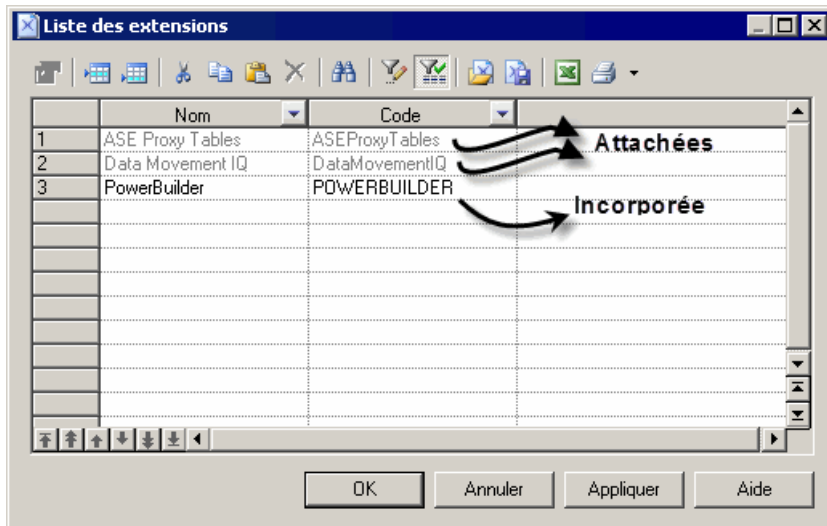 Liste des extensions
Nom Code
1 ASE Proxy Tables ASEProxyTables Attachées
2 Data Movement IQ DataMovementIQ
3 PowerBuilder POWERBUILDER
Incorporée
OK Annuler Appliquer Aide